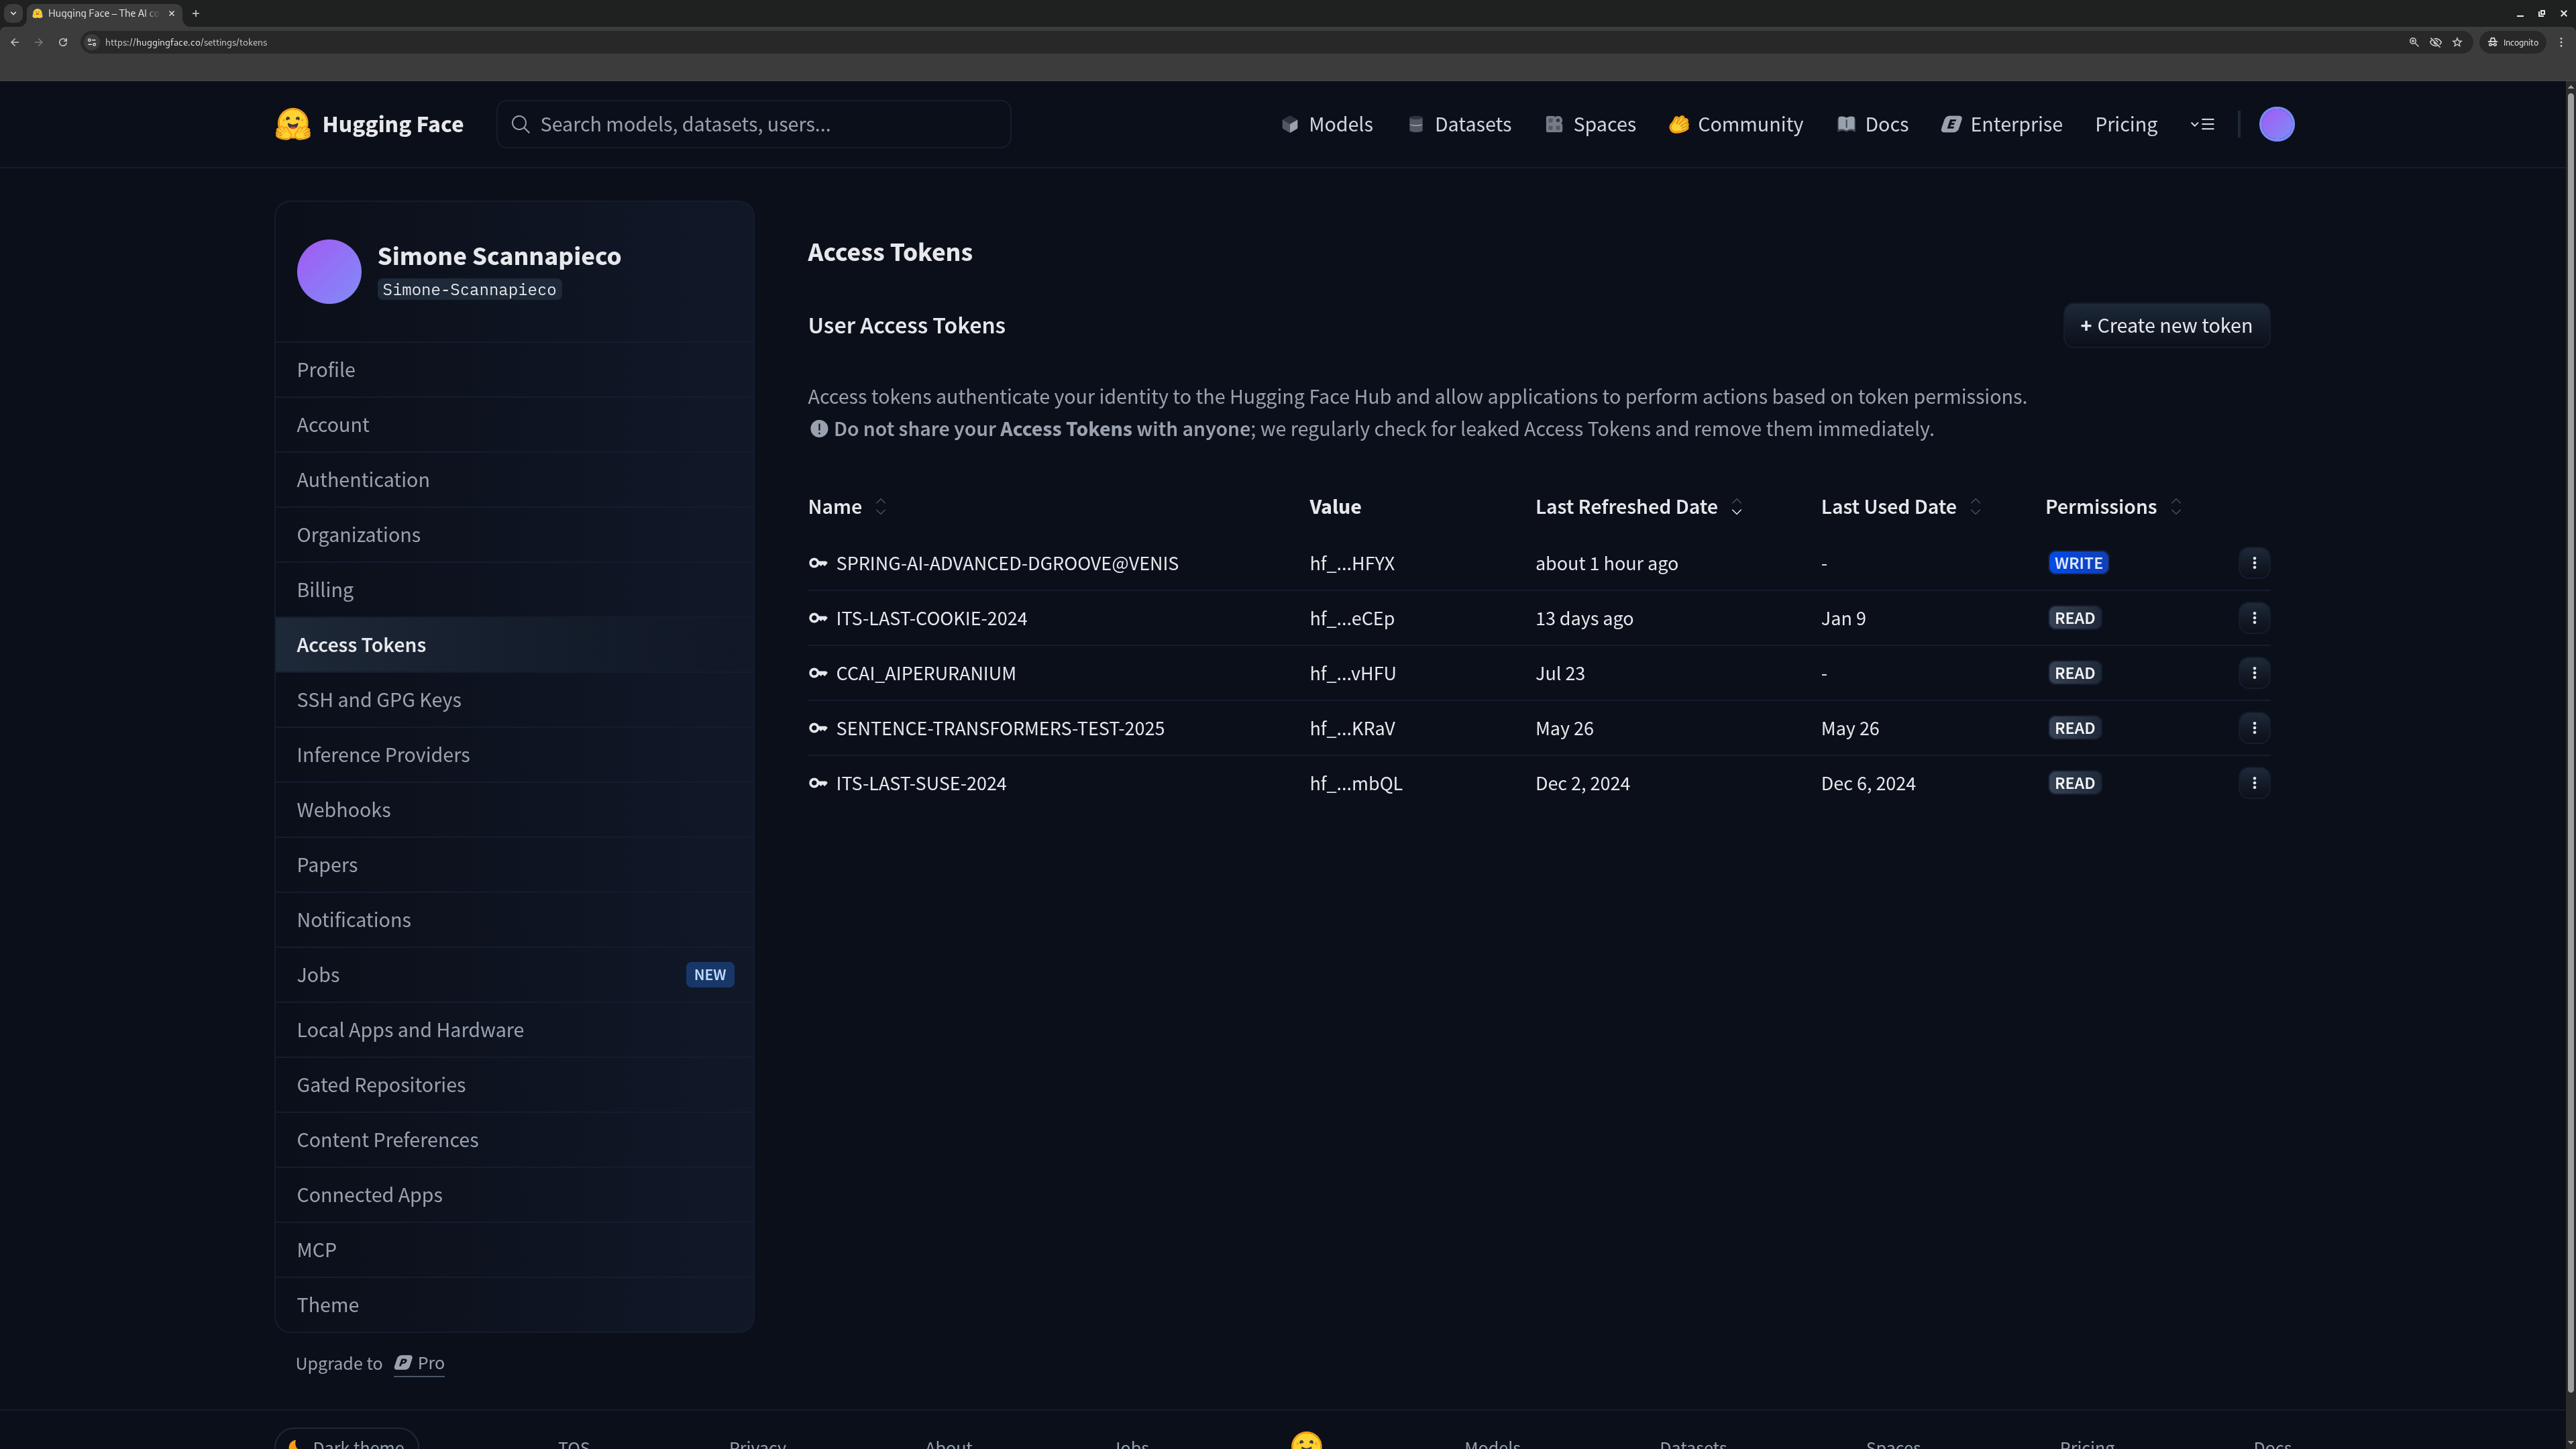 Hugging Face – The AI co
https://huggingface.co/settings/tokens
Incognito
Hugging Face
Search models, datasets, users...
Models
Datasets
Spaces
Community
Docs
Enterprise
Pricing
Simone Scannapieco
Simone-Scannapieco
Profile
Account
Authentication
Organizations
Billing
Access Tokens
SSH and GPG Keys
Inference Providers
Webhooks
Papers
Notifications
Jobs NEW
Local Apps and Hardware
Gated Repositories
Content Preferences
Connected Apps
MCP
Theme
Upgrade to Pro
Access Tokens
User Access Tokens
+ Create new token
Access tokens authenticate your identity to the Hugging Face Hub and allow applications to perform actions based on token permissions.
Do not share your Access Tokens with anyone; we regularly check for leaked Access Tokens and remove them immediately.
Name Value Last Refreshed Date Last Used Date Permissions
SPRING-AI-ADVANCED-DGROOVE@VENIS hf_...HFYX about 1 hour ago - WRITE
ITS-LAST-COOKIE-2024 hf_...eCEp 13 days ago Jan 9 READ
CCAI_AIPERURANIUM hf_...vHFU Jul 23 - READ
SENTENCE-TRANSFORMERS-TEST-2025 hf_...KRaV May 26 May 26 READ
ITS-LAST-SUSE-2024 hf_...mbQL Dec 2, 2024 Dec 6, 2024 READ
Dark theme TOS Privacy About Jobs Models Datasets Spaces Pricing Docs